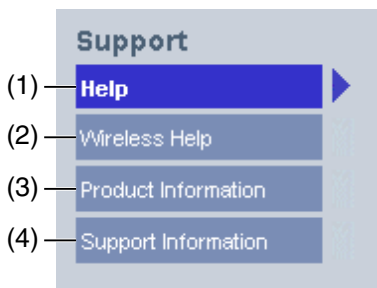 Support
(1) Help
(2) Wireless Help
(3) Product Information
(4) Support Information